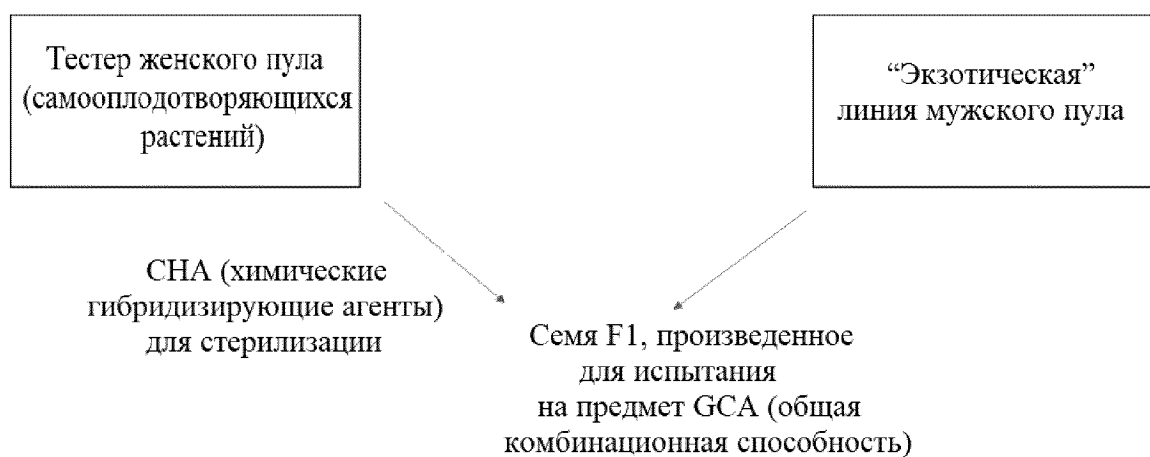 Тестер женского пула
(самооплодотворяющихся
растений)
“Экзотическая”
линия мужского пула
СНА (химические
гибридизирующие агенты)
для стерилизации
Семя F1, произведенное
для испытания
на предмет GCA (общая
комбинационная способность)